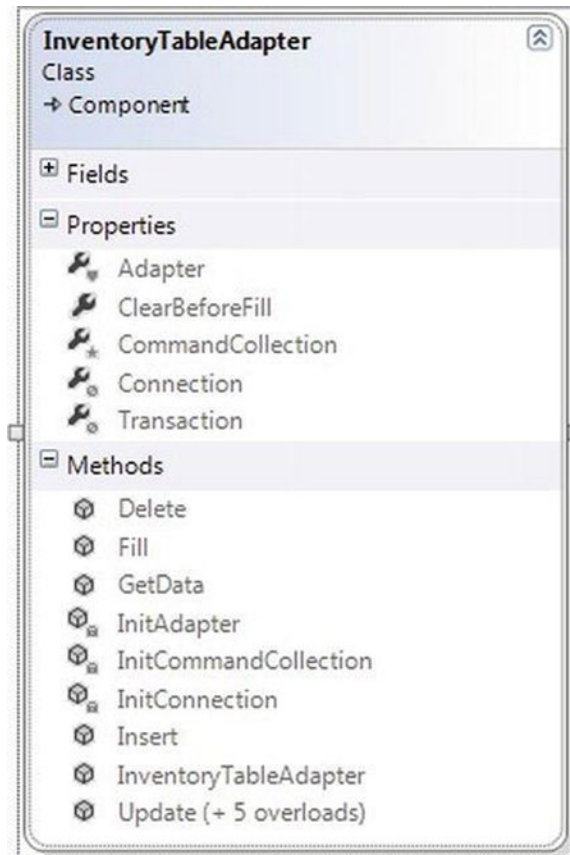 InventoryTableAdapter
Class
Component
Fields
Properties
Adapter
ClearBeforeFill
CommandCollection
Connection
Transaction
Methods
Delete
Fill
GetData
InitAdapter
InitCommandCollection
InitConnection
Insert
InventoryTableAdapter
Update (+ 5 overloads)